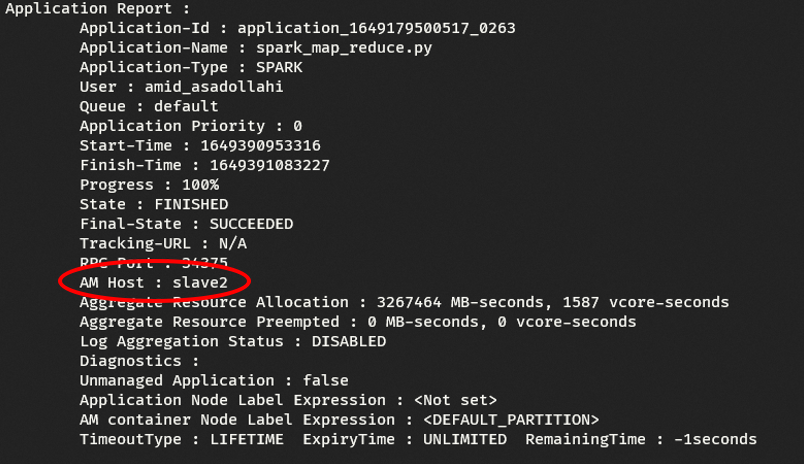 Application Report :
Application-Id : application_1649179500517_0263
Application-Name : spark_map_reduce.py
Application-Type : SPARK
User : amid_asadollahi
Queue : default
Application Priority : 0
Start-Time : 1649390953316
Finish-Time : 1649391083227
Progress : 100%
State : FINISHED
Final-State : SUCCEEDED
Tracking-URL : N/A
RPC Port : 34375
AM Host : slave2
Aggregate Resource Allocation : 3267464 MB-seconds, 1587 vcore-seconds
Aggregate Resource Preempted : 0 MB-seconds, 0 vcore-seconds
Log Aggregation Status : DISABLED
Diagnostics :
Unmanaged Application : false
Application Node Label Expression : <Not set>
AM container Node Label Expression : <DEFAULT_PARTITION>
TimeoutType : LIFETIME  ExpiryTime : UNLIMITED  RemainingTime : -1seconds